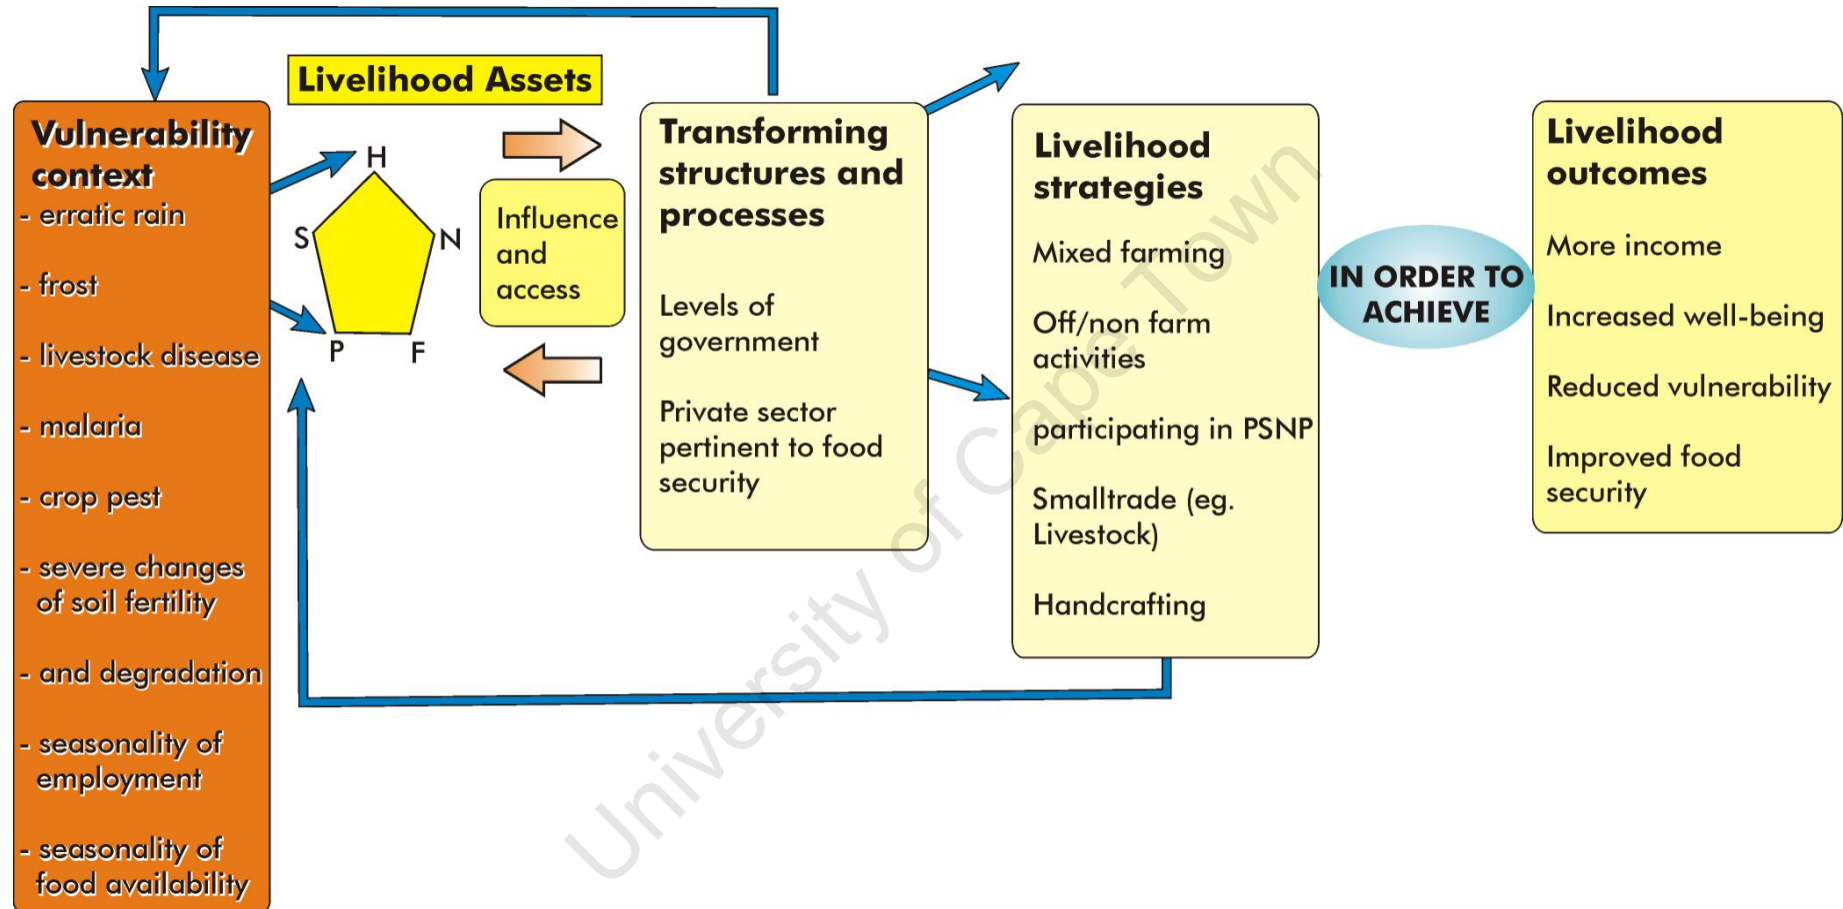 Livelihood Assets
Vulnerability
context
- erratic rain
- frost
- livestock disease
- malaria
- crop pest
- severe changes
of soil fertility
- and degradation
- seasonality of
employment
- seasonality of
food availability
H
S
N
P
F
Influence
and
access
Transforming
structures and
processes
Levels of
government
Private sector
pertinent to food
security
Livelihood
strategies
Mixed farming
Off/non farm
activities
participating in PSNP
Smalltrade (eg.
Livestock)
Handcrafting
IN ORDER TO
ACHIEVE
Livelihood
outcomes
More income
Increased well-being
Reduced vulnerability
Improved food
security
University of Cape Town